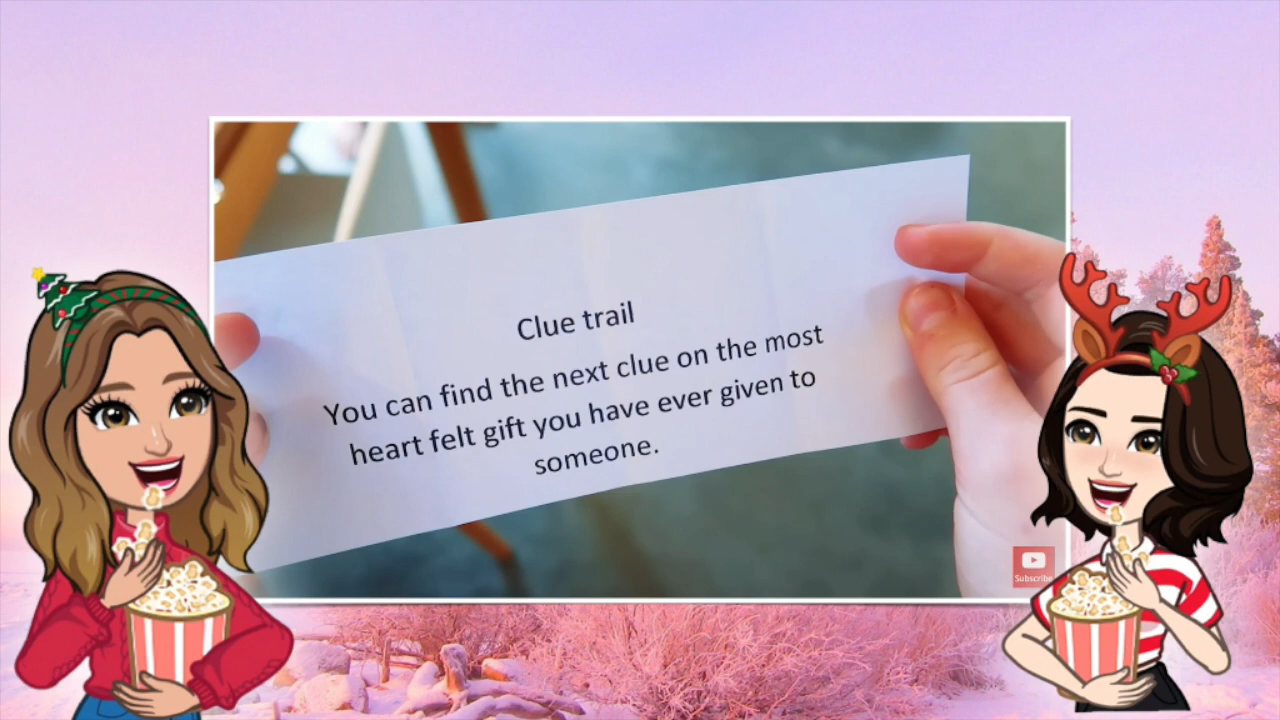 Clue trail
You can find the next clue on the most
heart felt gift you have ever given to
someone.
Subscribe